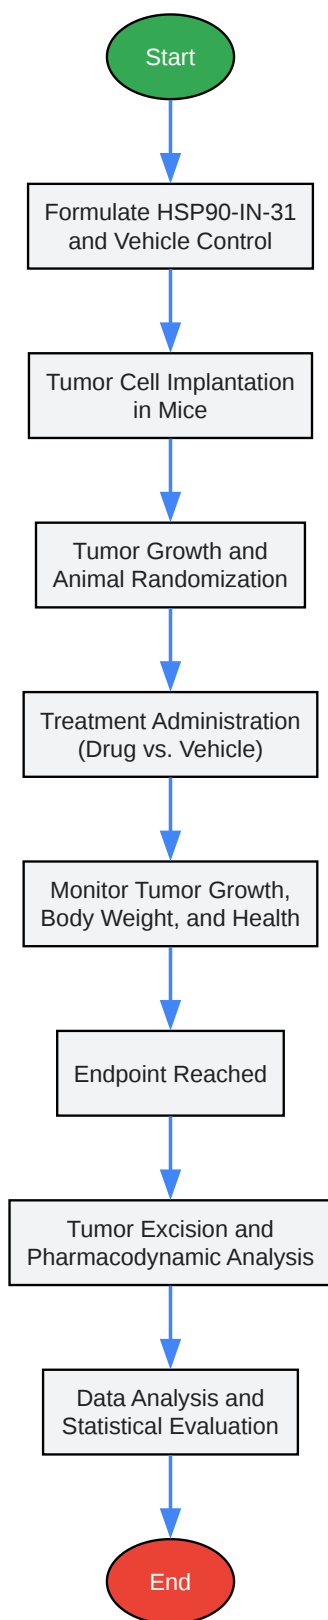 Start
Formulate HSP90-IN-31
and Vehicle Control
Tumor Cell Implantation
in Mice
Tumor Growth and
Animal Randomization
Treatment Administration
(Drug vs. Vehicle)
Monitor Tumor Growth,
Body Weight, and Health
Endpoint Reached
Tumor Excision and
Pharmacodynamic Analysis
Data Analysis and
Statistical Evaluation
End